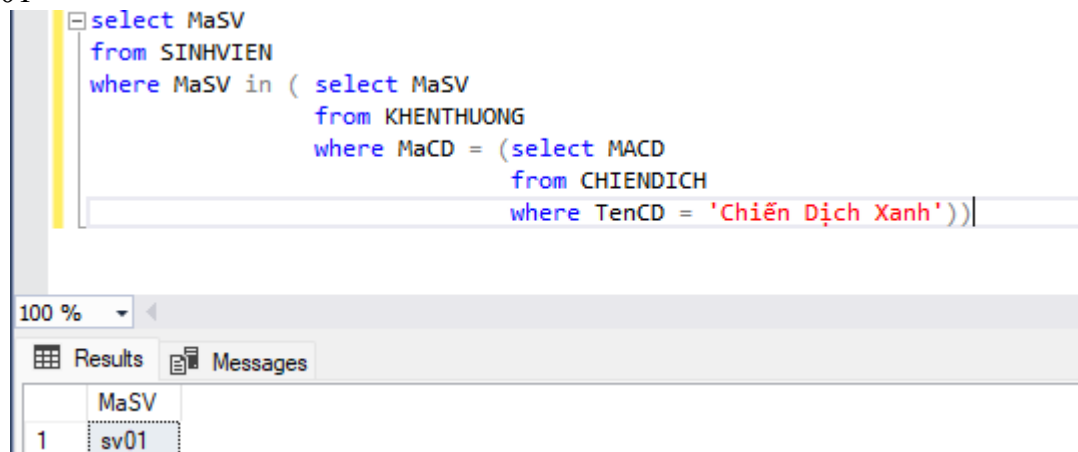 select MaSV
from SINHVIEN
where MaSV in ( select MaSV
from KHENTHUONG
where MaCD = (select MACD
from CHIENDICH
where TenCD = 'Chiến Dịch Xanh'))
100 %
Results Messages
MaSV
1 sv01